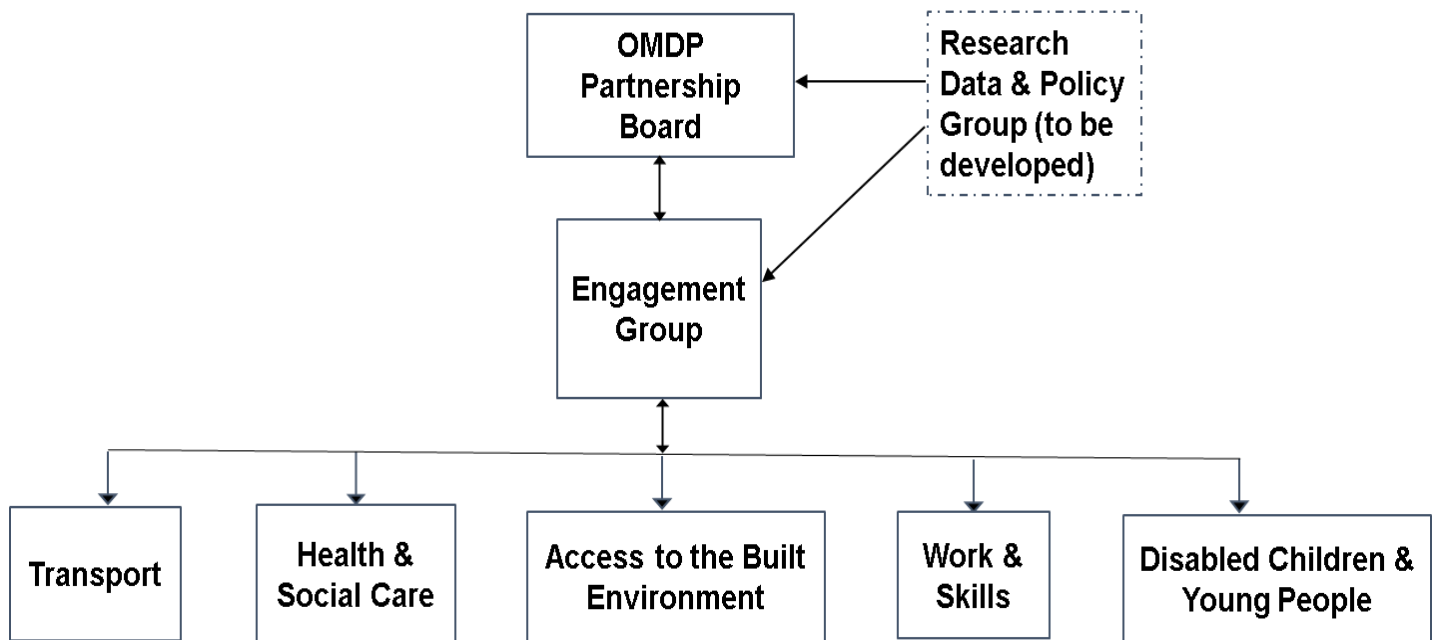 OMDP
Partnership
Board
Research
Data & Policy
Group (to be
developed)
Engagement
Group
Transport
Health &
Social Care
Access to the Built
Environment
Work &
Skills
Disabled Children &
Young People